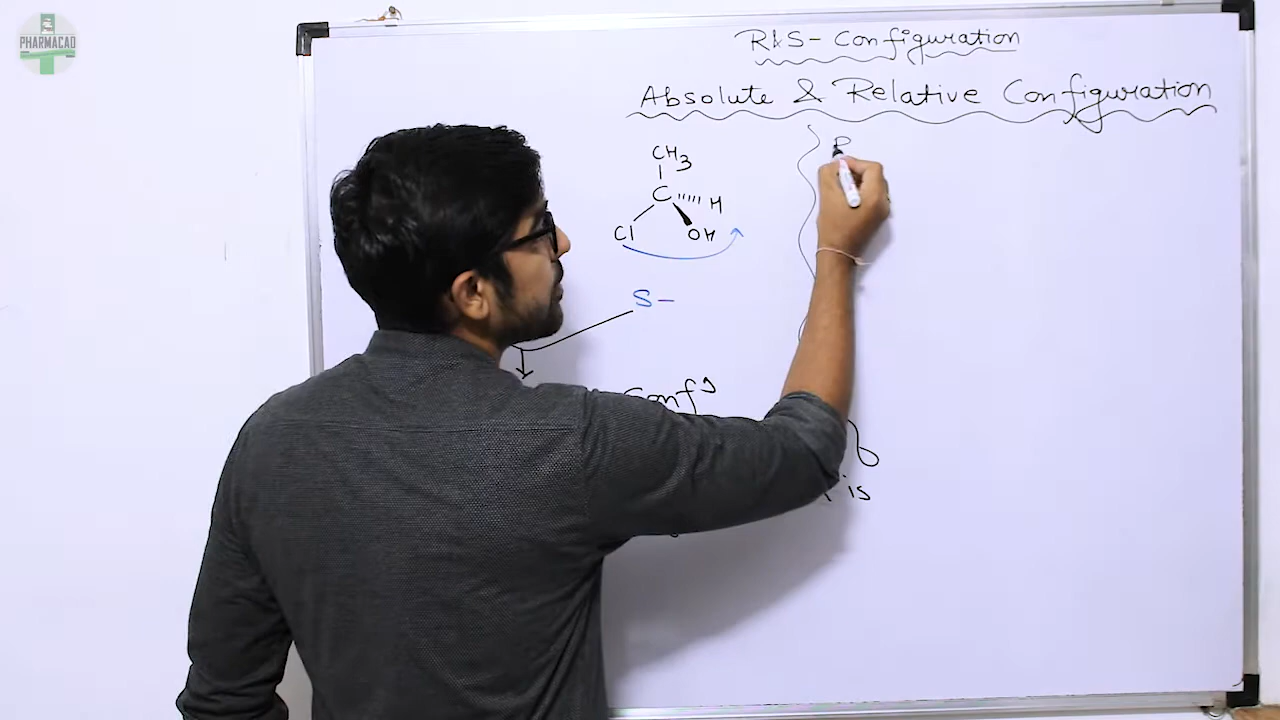 PHARMACAD
R&S- Configuration
Absolute & Relative Configuration
CH3
C H
Cl OH
S-
is